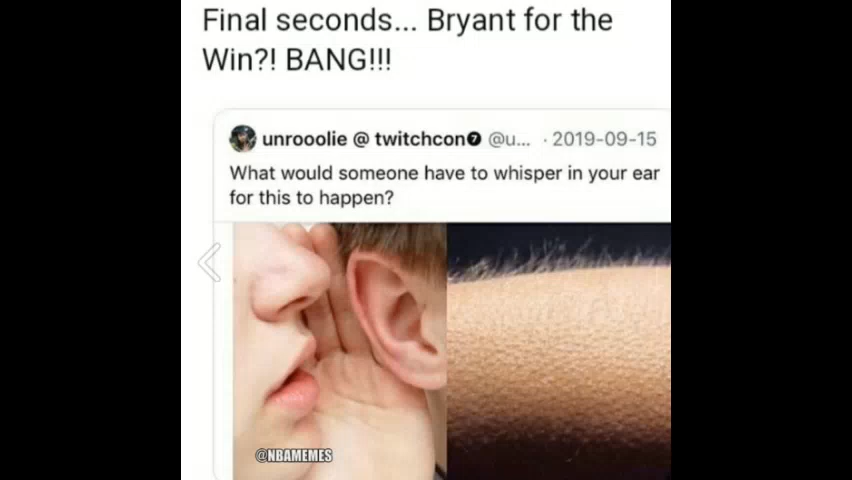 Final seconds... Bryant for the
Win?! BANG!!!
unrooolie @ twitchcon7 @u... · 2019-09-15
What would someone have to whisper in your ear
for this to happen?
@NBAMEMES